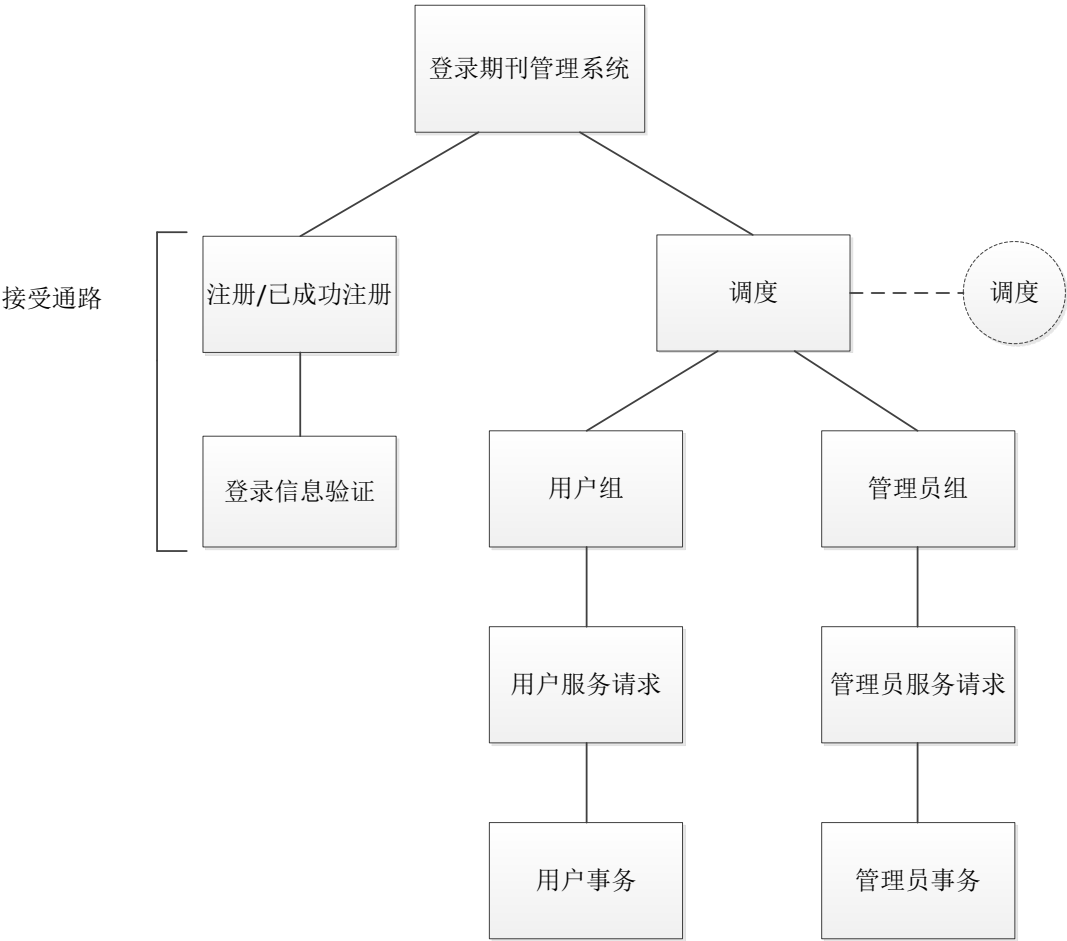 登录期刊管理系统
接受通路
注册/已成功注册
调度
调度
登录信息验证
用户组
管理员组
用户服务请求
管理员服务请求
用户事务
管理员事务